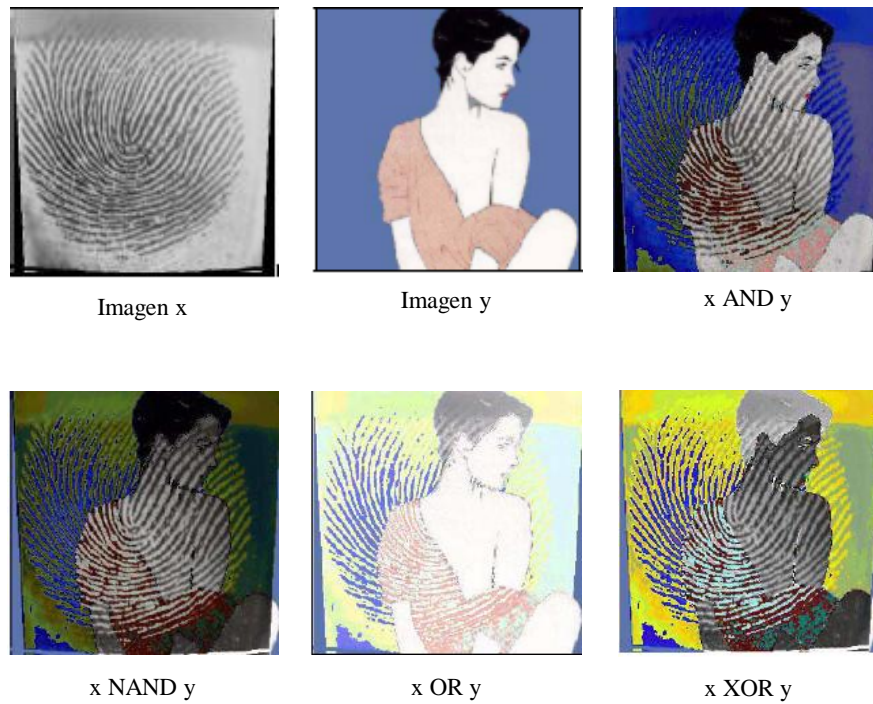 Imagen x
Imagen y
x AND y
x NAND y
x OR y
x XOR y